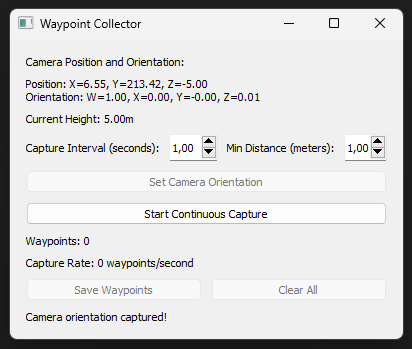 Waypoint Collector
Camera Position and Orientation:
Position: X=6.55, Y=213.42, Z=-5.00
Orientation: W=1.00, X=0.00, Y=-0.00, Z=0.01
Current Height: 5.00m
Capture Interval (seconds): 1,00 Min Distance (meters): 1,00
Set Camera Orientation
Start Continuous Capture
Waypoints: 0
Capture Rate: 0 waypoints/second
Save Waypoints Clear All
Camera orientation captured!